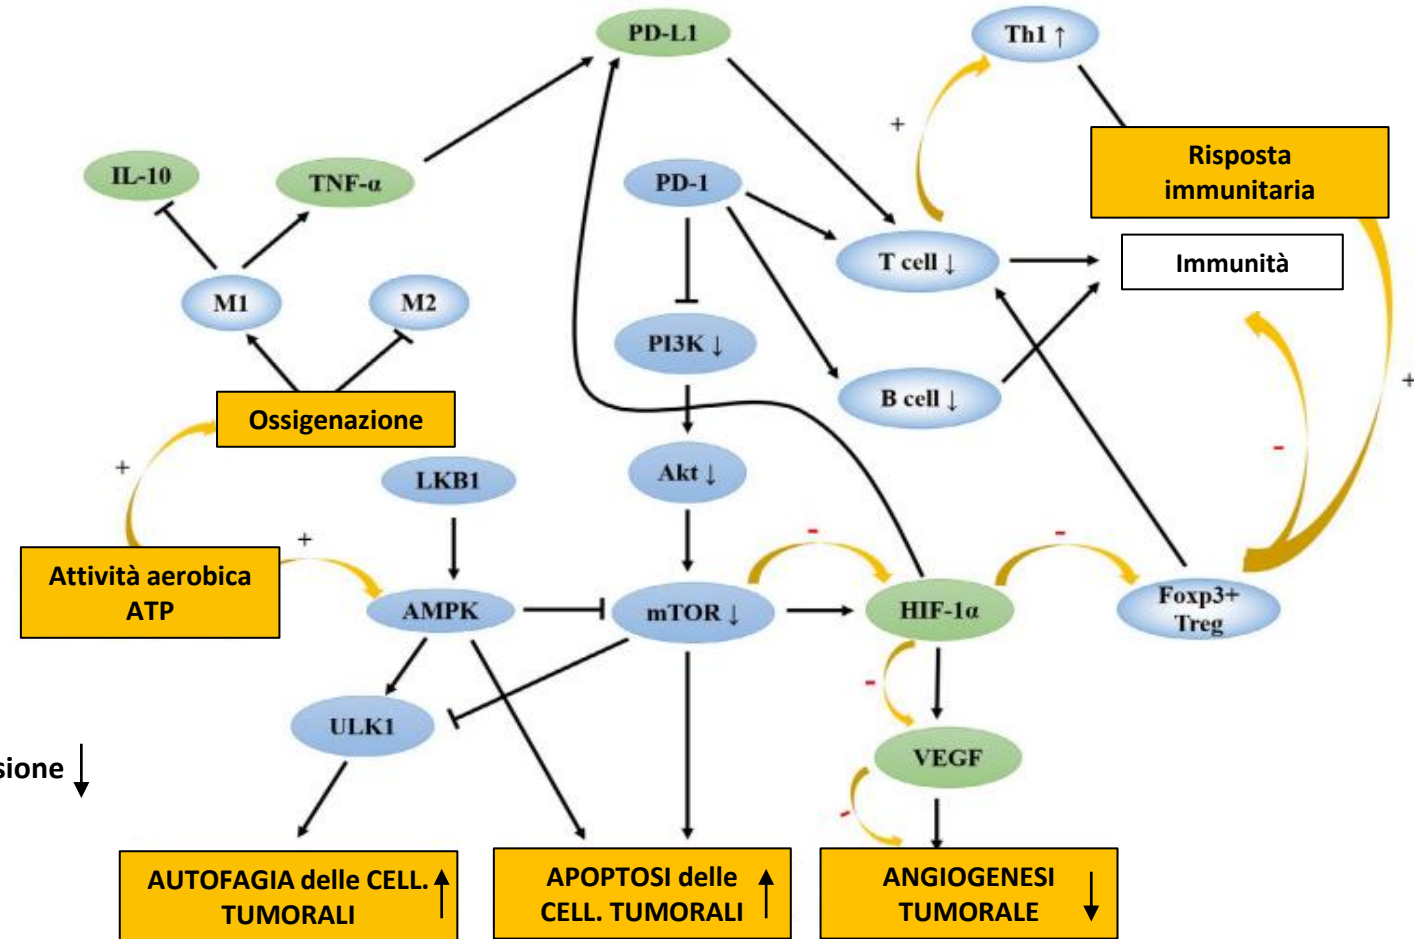 PD-L1
Th1 ↑
+
Risposta
immunitaria
IL-10
TNF-α
PD-1
T cell ↓
Immunità
M1
M2
PI3K ↓
B cell ↓
+
-
Ossigenazione
+
LKB1
Akt ↓
+
-
-
Attività aerobica
ATP
AMPK
mTOR ↓
HIF-1α
Foxp3+
Treg
-
ULK1
VEGF
sione ↓
-
AUTOFAGIA delle CELL. ↑
TUMORALI
APOPTOSI delle ↑
CELL. TUMORALI
ANGIOGENESI ↓
TUMORALE